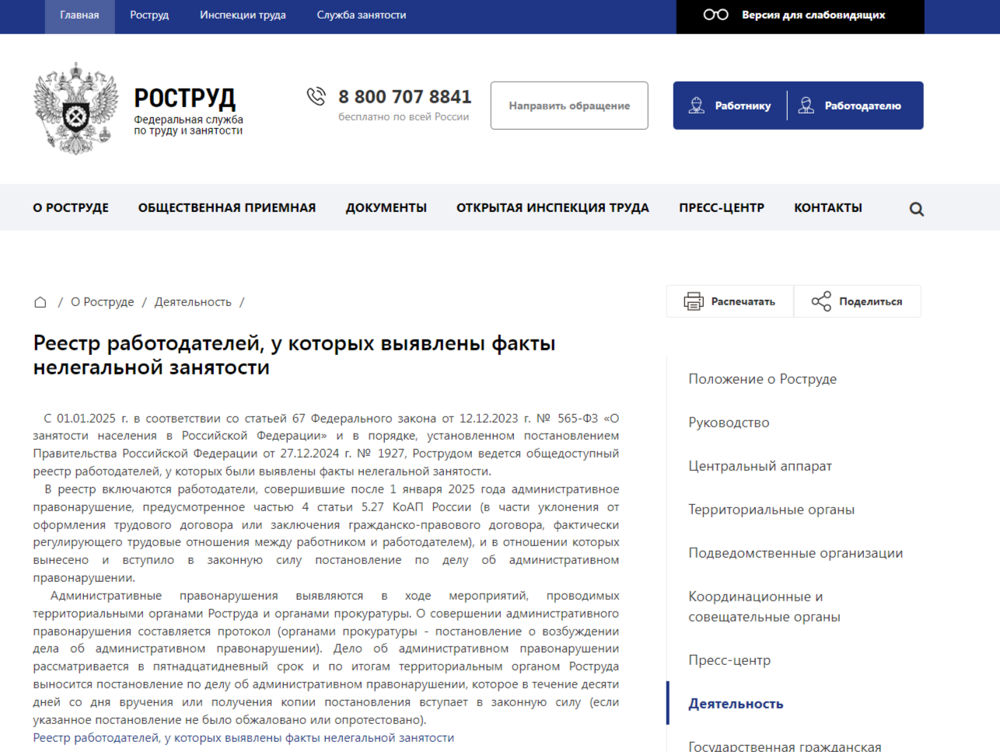 Главная Роструд Инспекции труда Служба занятости Версия для слабовидящих
РОСТРУД
Федеральная служба
по труду и занятости
8 800 707 8841
бесплатно по всей России
Направить обращение
Работнику Работодателю
О РОСТРУДЕ ОБЩЕСТВЕННАЯ ПРИЕМНАЯ ДОКУМЕНТЫ ОТКРЫТАЯ ИНСПЕКЦИЯ ТРУДА ПРЕСС-ЦЕНТР КОНТАКТЫ
/ О Роструде / Деятельность /
Распечатать Поделиться
Реестр работодателей, у которых выявлены факты
нелегальной занятости
С 01.01.2025 г. в соответствии со статьей 67 Федерального закона от 12.12.2023 г. № 565-ФЗ «О
занятости населения в Российской Федерации» и в порядке, установленном постановлением
Правительства Российской Федерации от 27.12.2024 г. № 1927, Рострудом ведется общедоступный
реестр работодателей, у которых были выявлены факты нелегальной занятости.
В реестр включаются работодатели, совершившие после 1 января 2025 года административное
правонарушение, предусмотренное частью 4 статьи 5.27 КоАП России (в части уклонения от
оформления трудового договора или заключения гражданско-правового договора, фактически
регулирующего трудовые отношения между работником и работодателем), и в отношении которых
вынесено и вступило в законную силу постановление по делу об административном
правонарушении.
Административные правонарушения выявляются в ходе мероприятий, проводимых
территориальными органами Роструда и органами прокуратуры. О совершении административного
правонарушения составляется протокол (органами прокуратуры - постановление о возбуждении
дела об административном правонарушении). Дело об административном правонарушении
рассматривается в пятнадцатидневный срок и по итогам территориальным органом Роструда
выносится постановление по делу об административном правонарушении, которое в течение десяти
дней со дня вручения или получения копии постановления вступает в законную силу (если
указанное постановление не было обжаловано или опротестовано).
Реестр работодателей, у которых выявлены факты нелегальной занятости
Положение о Роструде
Руководство
Центральный аппарат
Территориальные органы
Подведомственные организации
Координационные и
совещательные органы
Пресс-центр
Деятельность
Государственная гражданская